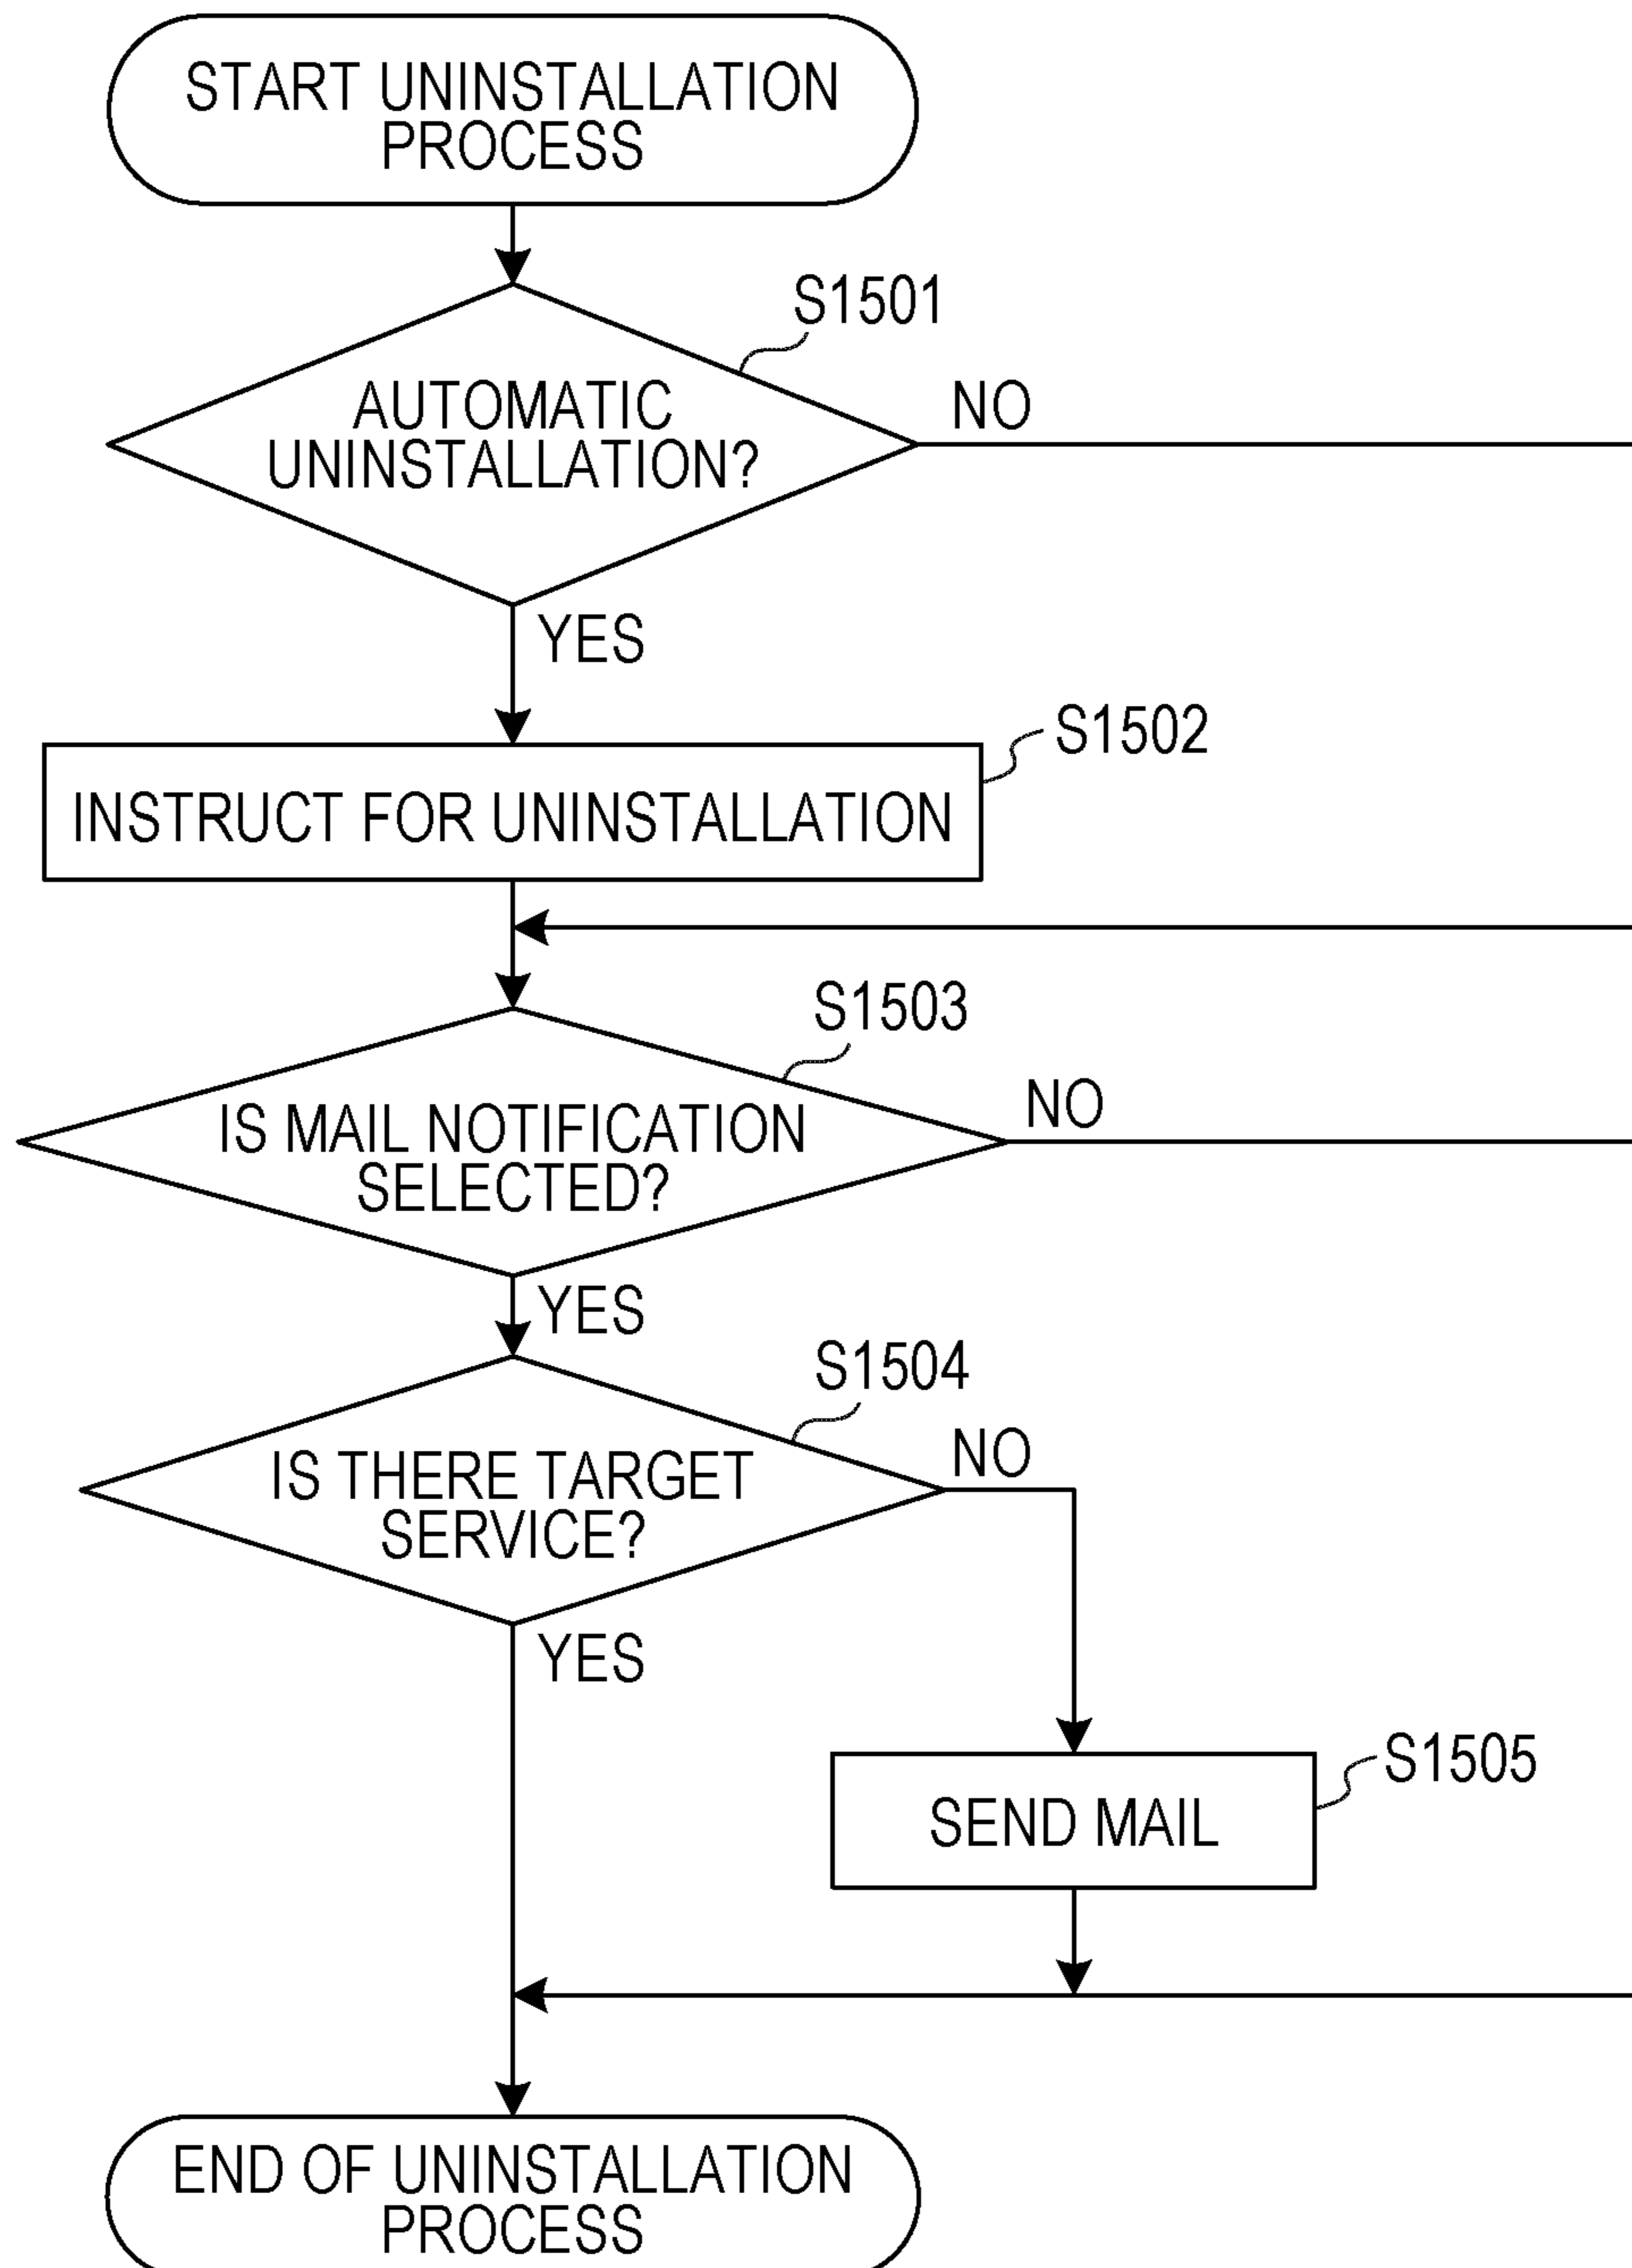 START UNINSTALLATION
PROCESS
S1501
AUTOMATIC
UNINSTALLATION?
NO
YES
S1502
INSTRUCT FOR UNINSTALLATION
S1503
IS MAIL NOTIFICATION
SELECTED?
NO
YES
S1504
IS THERE TARGET
SERVICE?
NO
YES
S1505
SEND MAIL
END OF UNINSTALLATION
PROCESS